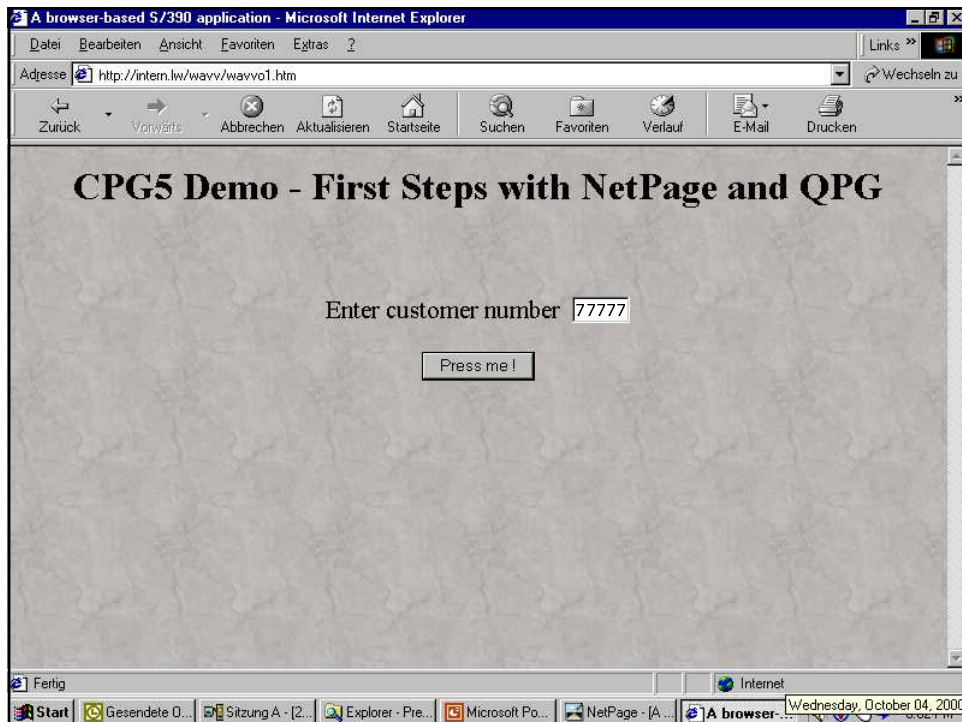 A browser-based S/390 application - Microsoft Internet Explorer
Datei Bearbeiten Ansicht Favoriten Extras ? Links »
Adresse http://intern.lw/wavv/wavvo1.htm Wechseln zu
Zurück Vorwärts Abbrechen Aktualisieren Startseite Suchen Favoriten Verlauf E-Mail Drucken »
CPG5 Demo - First Steps with NetPage and QPG
Enter customer number 77777
Press me !
Fertig Internet
Start Gesendete O... Sitzung A - [2... Explorer - Pre... Microsoft Po... NetPage - [A ... A browser-...
Wednesday, October 04, 2000